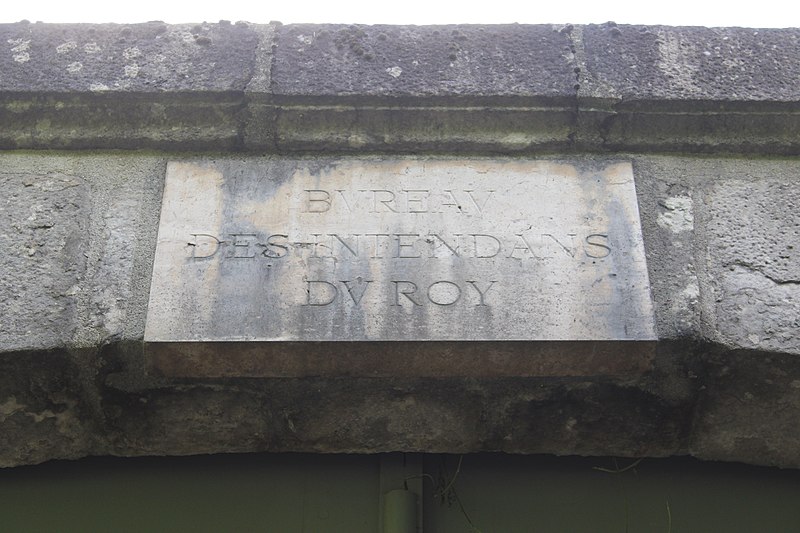 BVREAV
DES INTENDANS
DV ROY